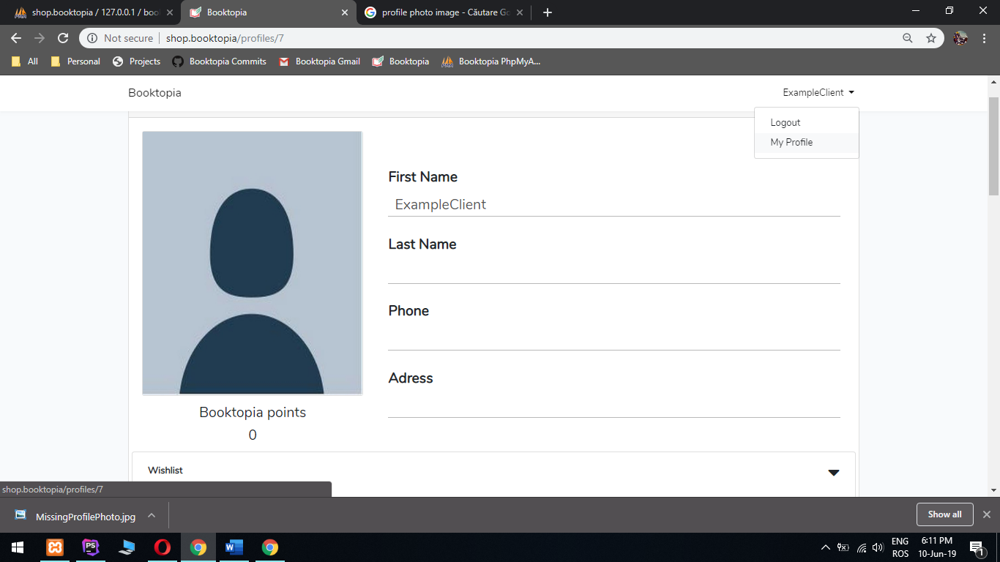 shop.booktopia / 127.0.0.1 / boo
Booktopia
profile photo image - Căutare Go
Not secure | shop.booktopia/profiles/7
All Personal Projects Booktopia Commits Booktopia Gmail Booktopia Booktopia PhpMyA...
Booktopia
ExampleClient
Logout
My Profile
First Name
ExampleClient
Last Name
Phone
Adress
Booktopia points
0
Wishlist
shop.booktopia/profiles/7
MissingProfilePhoto.jpg
Show all
PS
W
ENG
ROS
6:11 PM
10-Jun-19
1